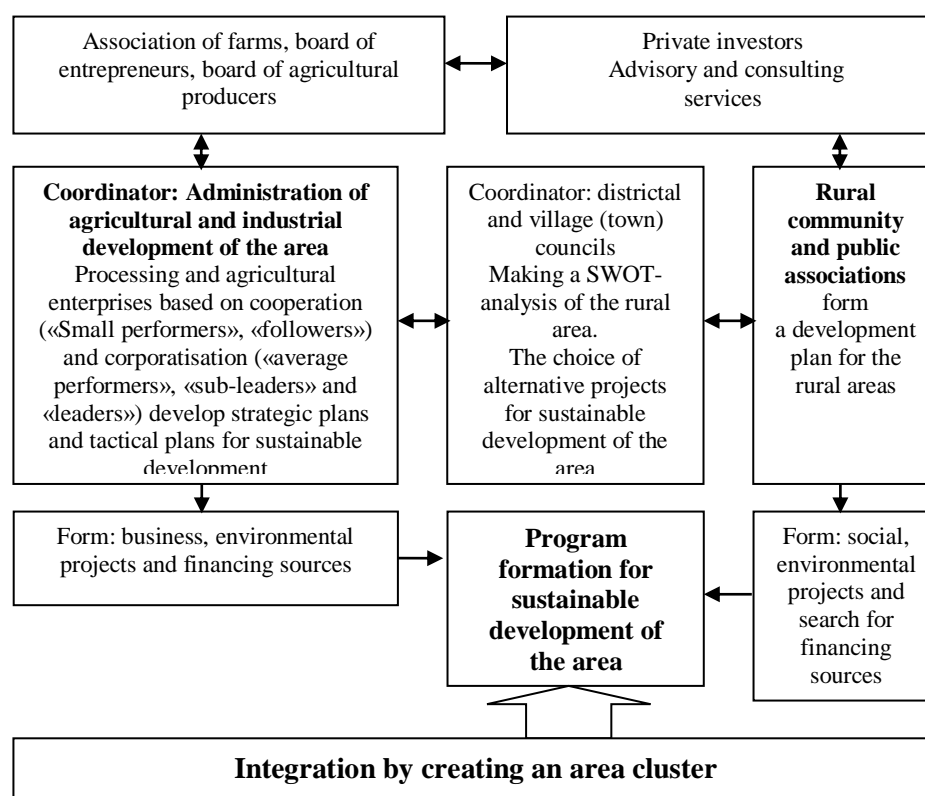 Association of farms, board of
entrepreneurs, board of agricultural
producers
Private investors
Advisory and consulting
services
Coordinator: Administration of
agricultural and industrial
development of the area
Processing and agricultural
enterprises based on cooperation
(«Small performers», «followers»)
and corporatisation («average
performers», «sub-leaders» and
«leaders») develop strategic plans
and tactical plans for sustainable
development
Coordinator: districtal
and village (town)
councils
Making a SWOT-
analysis of the rural
area.
The choice of
alternative projects
for sustainable
development of the
area
Rural
community
and public
associations
form
a development
plan for the
rural areas
Form: business, environmental
projects and financing sources
Program
formation for
sustainable
development of
the area
Form: social,
environmental
projects and
search for
financing
sources
Integration by creating an area cluster